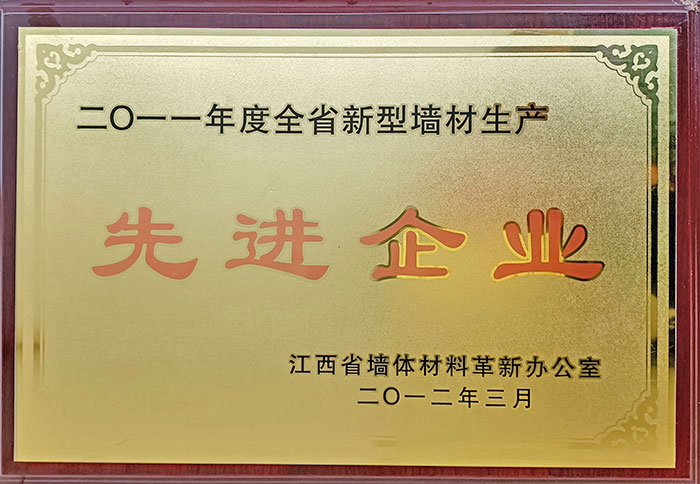 二〇一一年度全省新型墙材生产
先进企业
江西省墙体材料革新办公室
二〇一二年三月